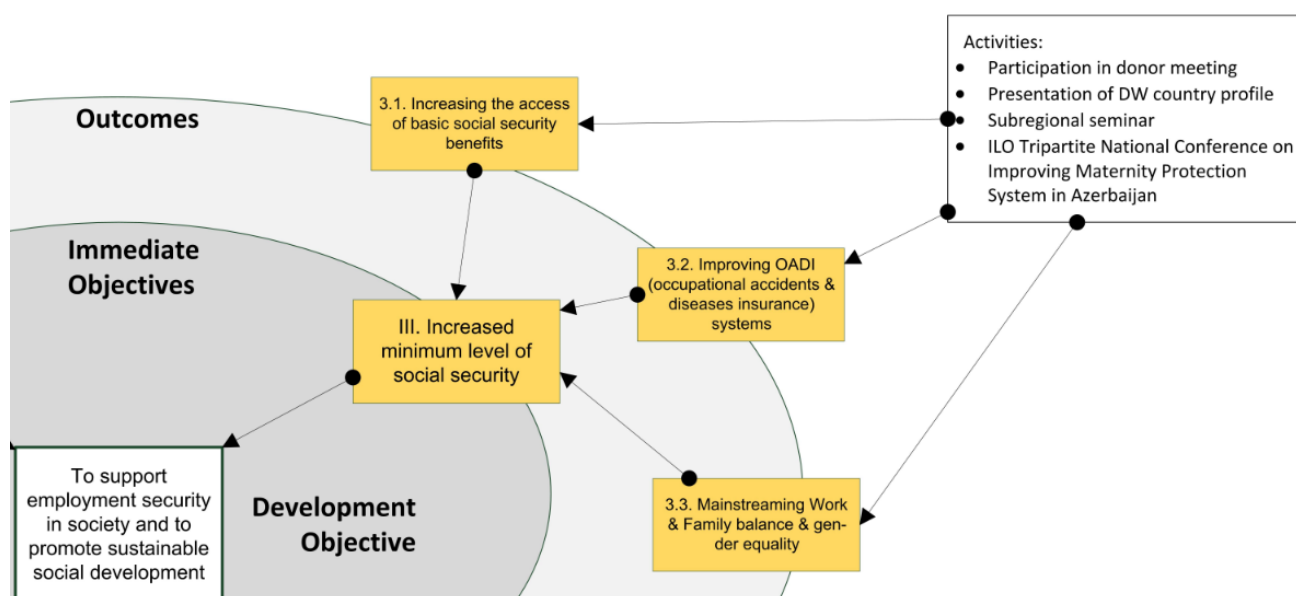 Activities:
• Participation in donor meeting
• Presentation of DW country profile
• Subregional seminar
• ILO Tripartite National Conference on
Improving Maternity Protection
System in Azerbaijan
Outcomes
3.1. Increasing the access
of basic social security
benefits
Immediate
Objectives
3.2. Improving OADI
(occupational accidents &
diseases insurance)
systems
III. Increased
minimum level of
social security
To support
employment security
in society and to
promote sustainable
social development
Development
Objective
3.3. Mainstreaming Work
& Family balance & gen-
der equality